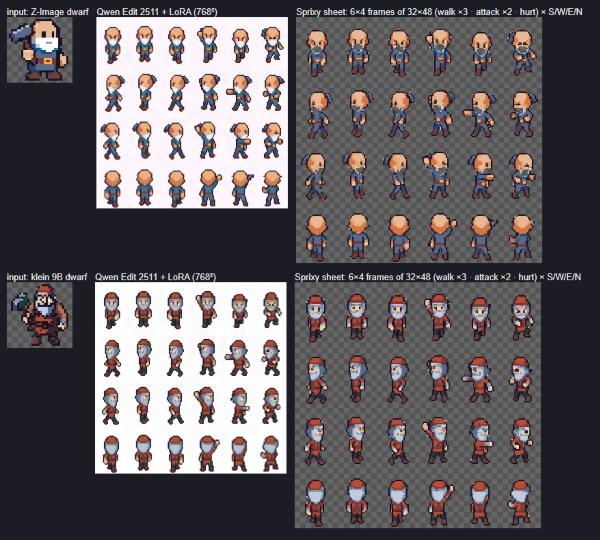 input: Z-Image dwarf
Qwen Edit 2511 + LoRA (768²)
Sprixy sheet: 6×4 frames of 32×48 (walk ×3 · attack ×2 · hurt) × S/W/E/N
input: klein 9B dwarf
Qwen Edit 2511 + LoRA (768²)
Sprixy sheet: 6×4 frames of 32×48 (walk ×3 · attack ×2 · hurt) × S/W/E/N